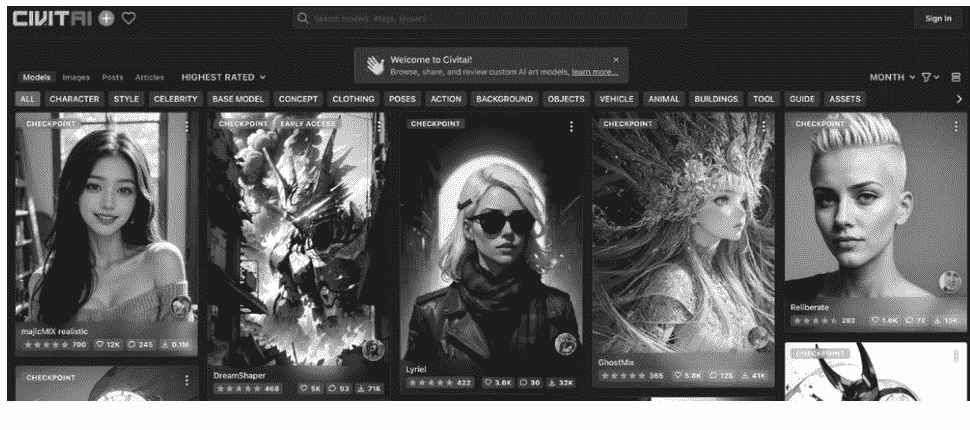 CIVITAI
Search models, #tags, @users
Sign In
Welcome to Civitai!
Browse, share, and review custom AI art models, learn more...
Models Images Posts Articles HIGHEST RATED
MONTH
ALL CHARACTER STYLE CELEBRITY BASE MODEL CONCEPT CLOTHING POSES ACTION BACKGROUND OBJECTS VEHICLE ANIMAL BUILDINGS TOOL GUIDE ASSETS
CHECKPOINT
majicMIX realistic
700 12K 245 0.1M
CHECKPOINT EARLY ACCESS
DreamShaper
468 5K 93 71K
CHECKPOINT
Lyriel
422 3.6K 30 32K
CHECKPOINT
GhostMix
365 5.8K 125 41K
CHECKPOINT
Reliberate
282 1.6K 72 13K
CHECKPOINT
CHECKPOINT